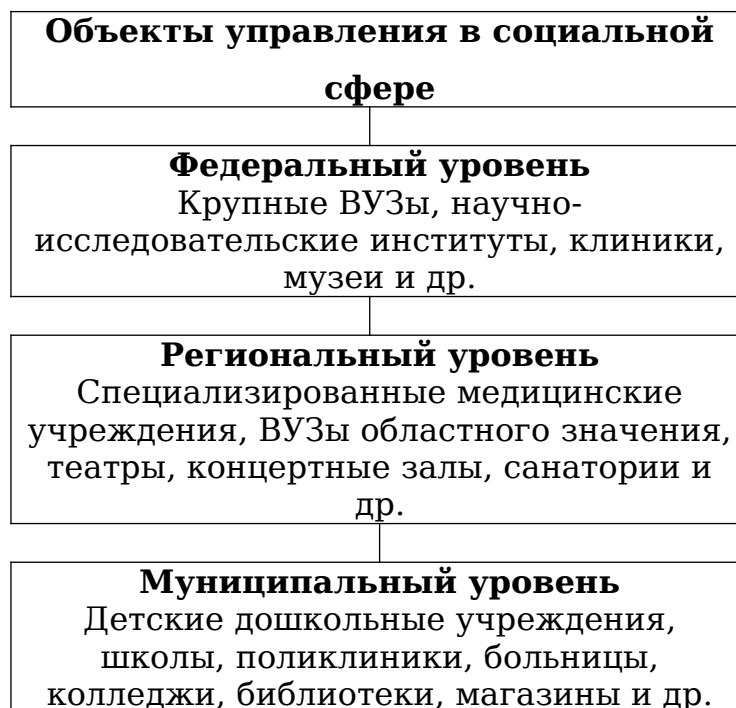 Объекты управления в социальной
сфере
Федеральный уровень
Крупные ВУЗы, научно-
исследовательские институты, клиники,
музеи и др.
Региональный уровень
Специализированные медицинские
учреждения, ВУЗы областного значения,
театры, концертные залы, санатории и
др.
Муниципальный уровень
Детские дошкольные учреждения,
школы, поликлиники, больницы,
колледжи, библиотеки, магазины и др.